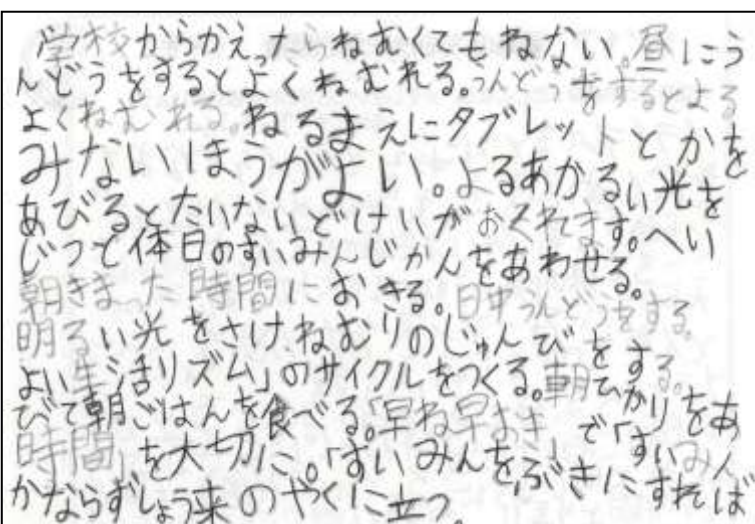 学校からかえったらねむくてもねない。昼にう
んどうをするとよくねむれる。うんどうをするとよる
よくねむれる。ねるまえにタブレットとかを
みないほうがよい。よるあかるい光を
あびるとたいないどけいがおくれてます。へい
じつと休日のすいみんじかんをあわせる。
朝きまった時間におきる。日中うんどうをする。
明るい光をさけ、ねむりのじゅんびをする。
よい生活リズム」のサイクルをつくる。朝ひかりをあ
びて朝ごはんを食べる。「早ね早おき」で「すいみん
時間」を大切に。「すいみんをぶきにすれば
かならずしょう来のやくに立つ。